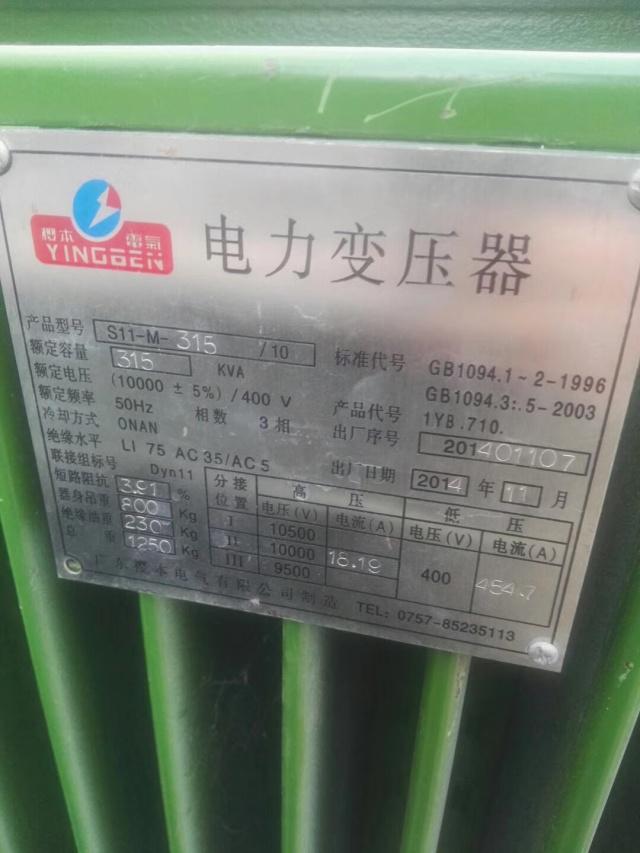 樱本 電氣
YINGBEN
电力变压器
产品型号 S11-M-315/10
额定容量 315 KVA
额定电压 (10000 ± 5%)/400 V
额定频率 50Hz 相数 3相
冷却方式 ONAN
绝缘水平 LI 75 AC 35/AC 5
联接组标号 Dyn11
短路阻抗 3.91 %
器身吊重 800 Kg
绝缘油重 230 Kg
总 重 1250 Kg
标准代号 GB1094.1~2-1996
GB1094.3:.5-2003
产品代号 1YB.710.
出厂序号 201401107
出厂日期 2014 年 11 月
分接位置 高 压 低 压
电压(V) 电流(A) 电压(V) 电流(A)
I 10500
II 10000 18.19 400 454.7
III 9500
广东樱本电气有限公司制造 TEL: 0757-85235113